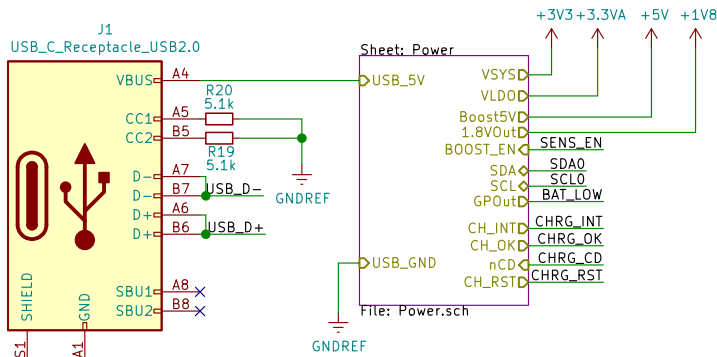 J1
USB_C_Receptacle_USB2.0
VBUS A4
CC1 A5
CC2 B5
D- A7
D- B7
D+ A6
D+ B6
SBU1 A8
SBU2 B8
SHIELD
GND
S1
A1
R20
5.1k
R19
5.1k
GNDREF
USB_D-
USB_D+
GNDREF
Sheet: Power
USB_5V
USB_GND
VSYS
VLDO
Boost5V
1.8VOut
BOOST_EN SENS_EN
SDA SDA0
SCL SCL0
GPOut BAT_LOW
CH_INT CHRG_INT
CH_OK CHRG_OK
nCD CHRG_CD
CH_RST CHRG_RST
File: Power.sch
+3V3 +3.3VA +5V +1V8